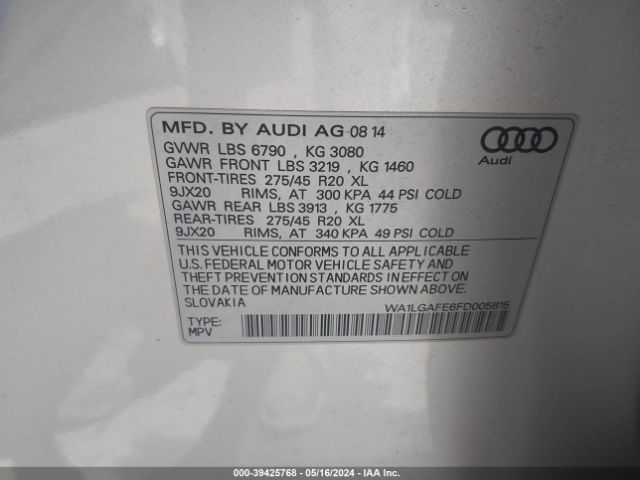 MFD. BY AUDI AG 08 14
GVWR LBS 6790 , KG 3080
GAWR FRONT LBS 3219 , KG 1460
FRONT-TIRES 275/45 R20 XL
9JX20 RIMS, AT 300 KPA 44 PSI COLD
GAWR REAR LBS 3913 , KG 1775
REAR-TIRES 275/45 R20 XL
9JX20 RIMS, AT 340 KPA 49 PSI COLD
Audi
THIS VEHICLE CONFORMS TO ALL APPLICABLE
U.S. FEDERAL MOTOR VEHICLE SAFETY AND
THEFT PREVENTION STANDARDS IN EFFECT ON
THE DATE OF MANUFACTURE SHOWN ABOVE.
SLOVAKIA
WA1LGAFE6FD005815
TYPE:
MPV
000-39425768 - 05/16/2024 - IAA Inc.